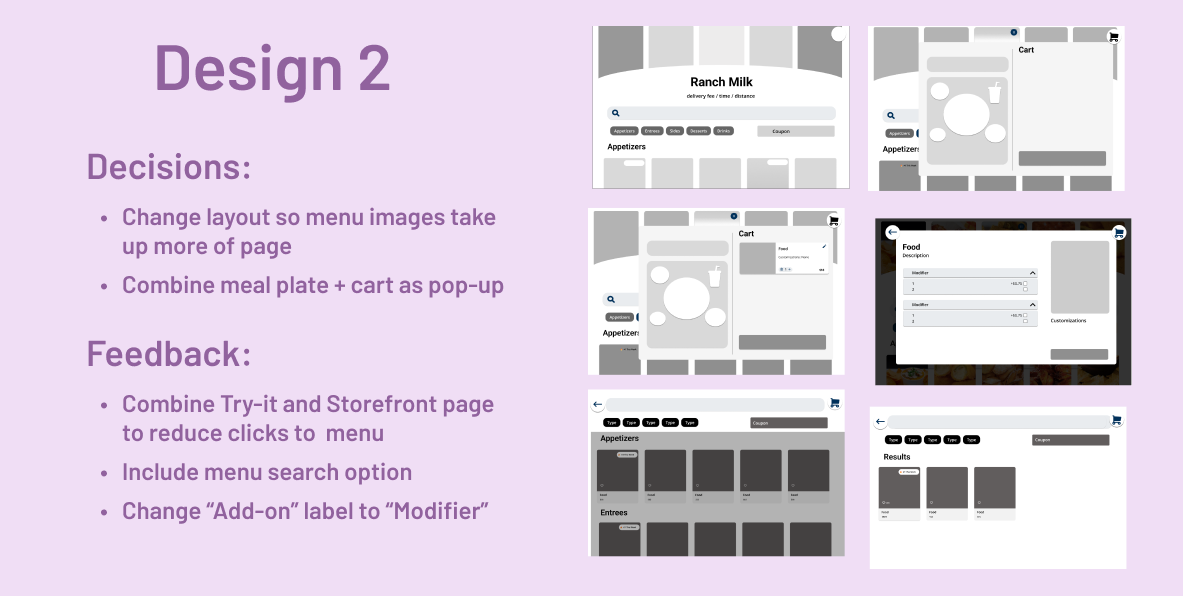 Design 2
Decisions:
• Change layout so menu images take
up more of page
• Combine meal plate + cart as pop-up
Feedback:
• Combine Try-it and Storefront page
to reduce clicks to menu
• Include menu search option
• Change “Add-on” label to “Modifier”
Ranch Milk
delivery fee / time / distance
Appetizers Entrees Sides Desserts Drinks Coupon
Appetizers
Cart
Appetizers
Appetizers
Cart
Food
Appetizers
Appetizers
Food
Description
Modifier
1 +$0.75
2
Modifier
1 +$0.75
2
Customizations
Type Type Type Type Type Coupon
Appetizers
Food Food Food Food Food
Entrees
Type Type Type Type Type Coupon
Results
Food Food Food